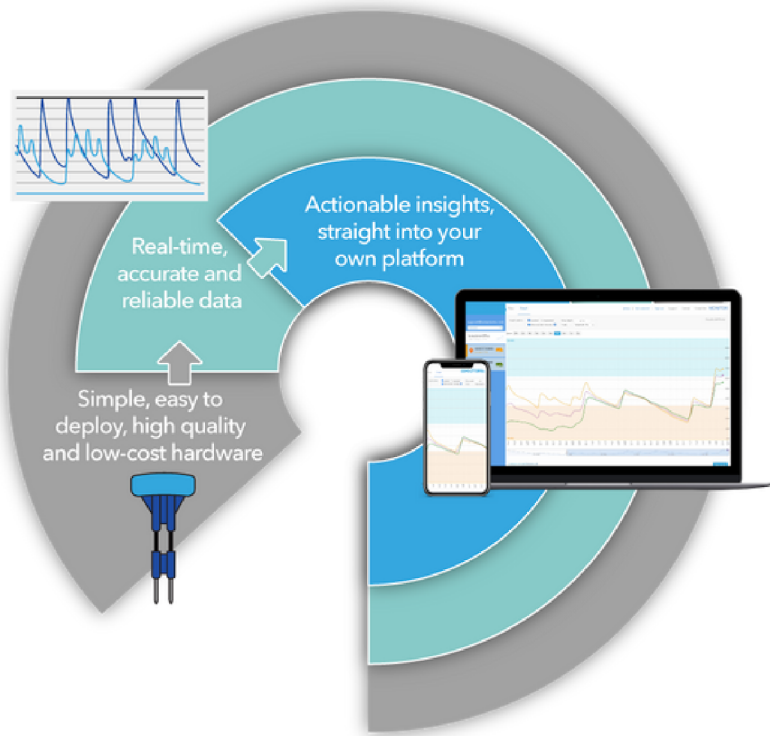 Actionable insights,
straight into your
own platform
Real-time,
accurate and
reliable data
Simple, easy to
deploy, high quality
and low-cost hardware